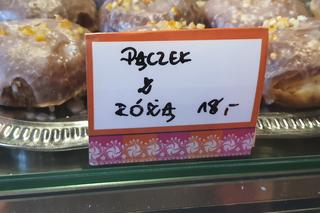 PĄCZEK
Z
RÓŻĄ 18,-